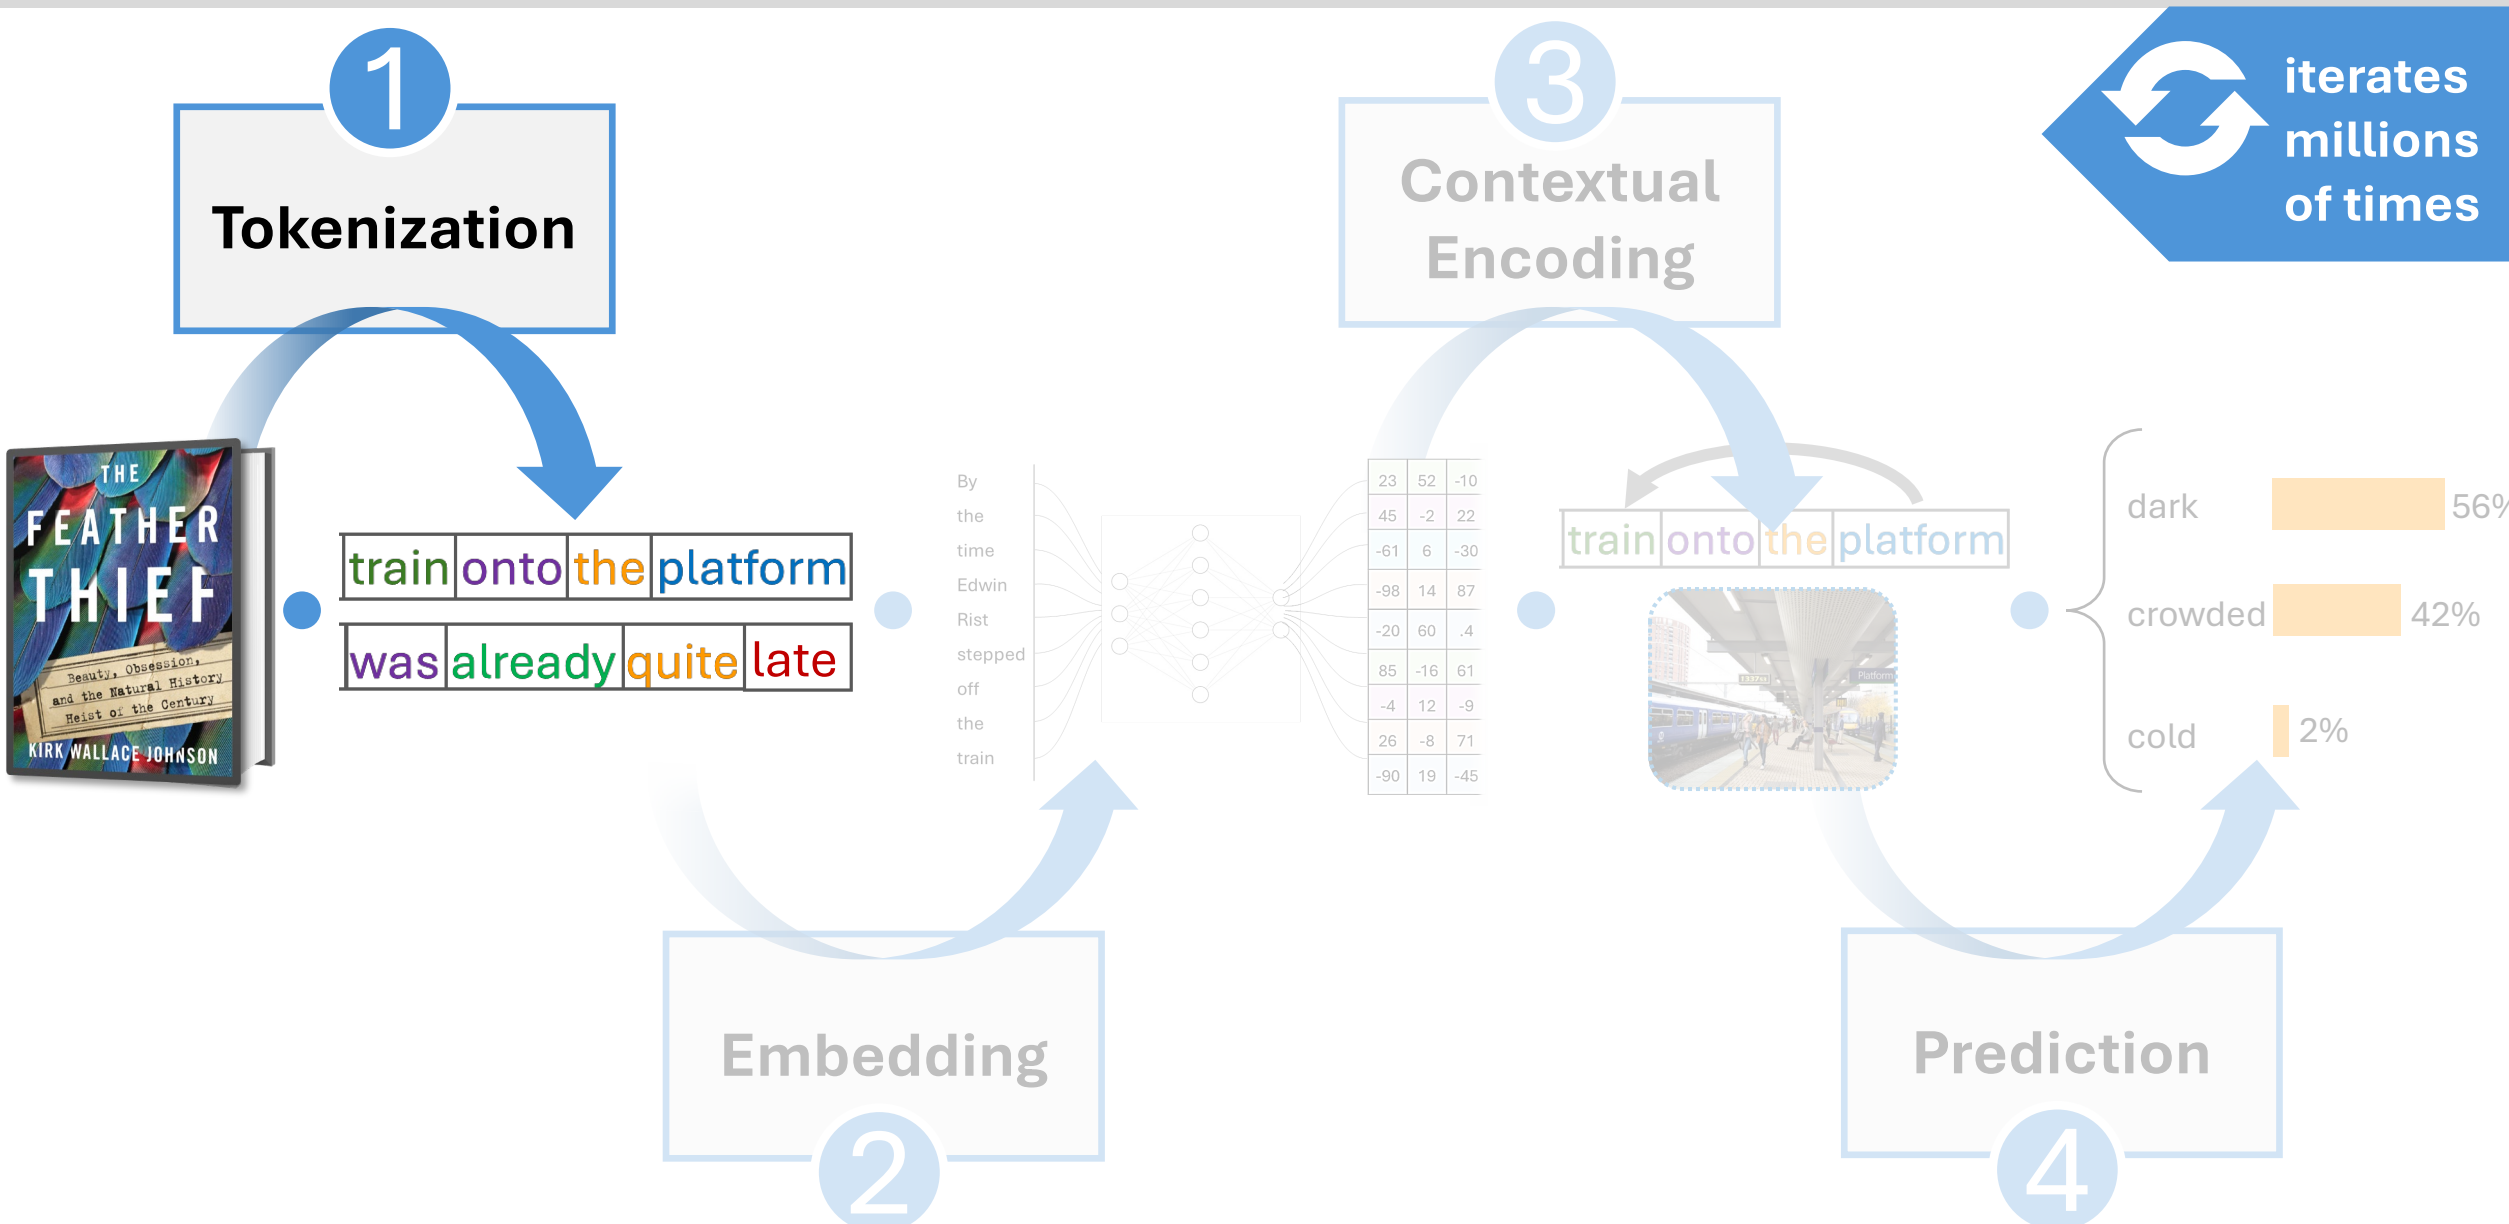 1
Tokenization
THE
FEATHER
THIEF
Beauty, Obsession,
and the Natural History
Heist of the Century
KIRK WALLACE JOHNSON
train onto the platform
was already quite late
2
Embedding
By
the
time
Edwin
Rist
stepped
off
the
train
23 52 -10
45 -2 22
-61 6 -30
-98 14 87
-20 60 .4
85 -16 61
-4 12 -9
26 -8 71
-90 19 -45
3
Contextual
Encoding
train onto the platform
Platform
4
Prediction
dark 56%
crowded 42%
cold 2%
iterates
millions
of times